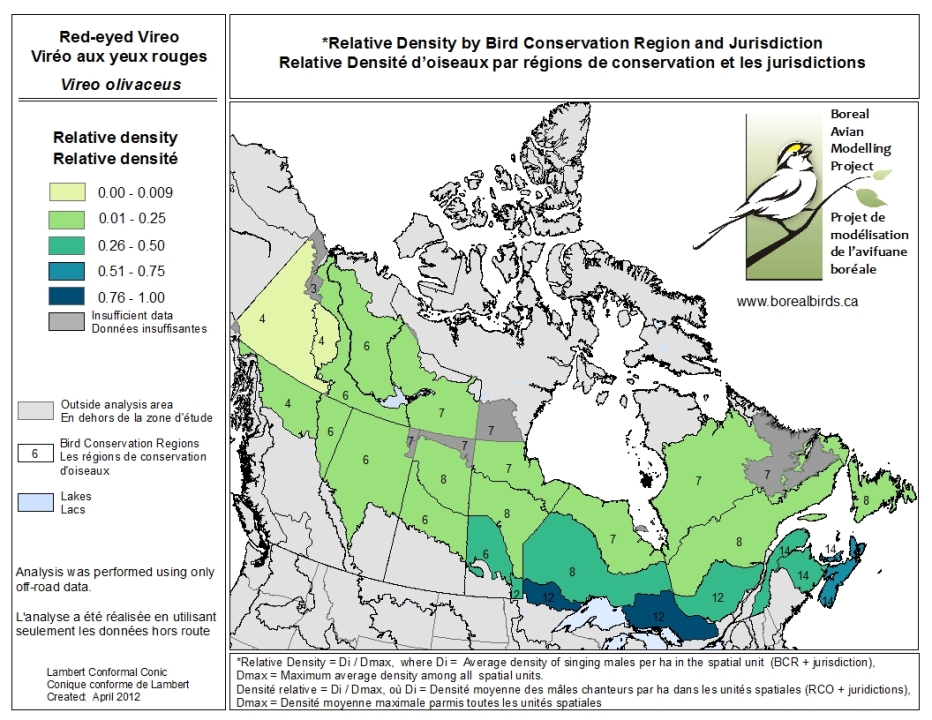 Red-eyed Vireo
Viréo aux yeux rouges
Vireo olivaceus
*Relative Density by Bird Conservation Region and Jurisdiction
Relative Densité d'oiseaux par régions de conservation et les jurisdictions
Relative density
Relative densité
0.00 - 0.009
0.01 - 0.25
0.26 - 0.50
0.51 - 0.75
0.76 - 1.00
Insufficient data
Données insuffisantes
Outside analysis area
En dehors de la zone d'étude
6
Bird Conservation Regions
Les régions de conservation
d'oiseaux
Lakes
Lacs
Analysis was performed using only
off-road data.
L'analyse a été réalisée en utilisant
seulement les données hors route
Lambert Conformal Conic
Conique conforme de Lambert
Created: April 2012
Boreal
Avian
Modelling
Project
Projet de
modélisation
de l'avifuane
boréale
www.borealbirds.ca
3
4
4
6
4
6
7
7
6
7
7
6
8
7
7
7
8
6
8
7
8
6
8
14
14
14
14
12
2
12
12
*Relative Density = Di / Dmax, where Di = Average density of singing males per ha in the spatial unit (BCR + jurisdiction),
Dmax = Maximum average density among all spatial units.
Densité relative = Di / Dmax, où Di = Densité moyenne des mâles chanteurs par ha dans les unités spatiales (RCO + juridictions),
Dmax = Densité moyenne maximale parmis toutes les unités spatiales